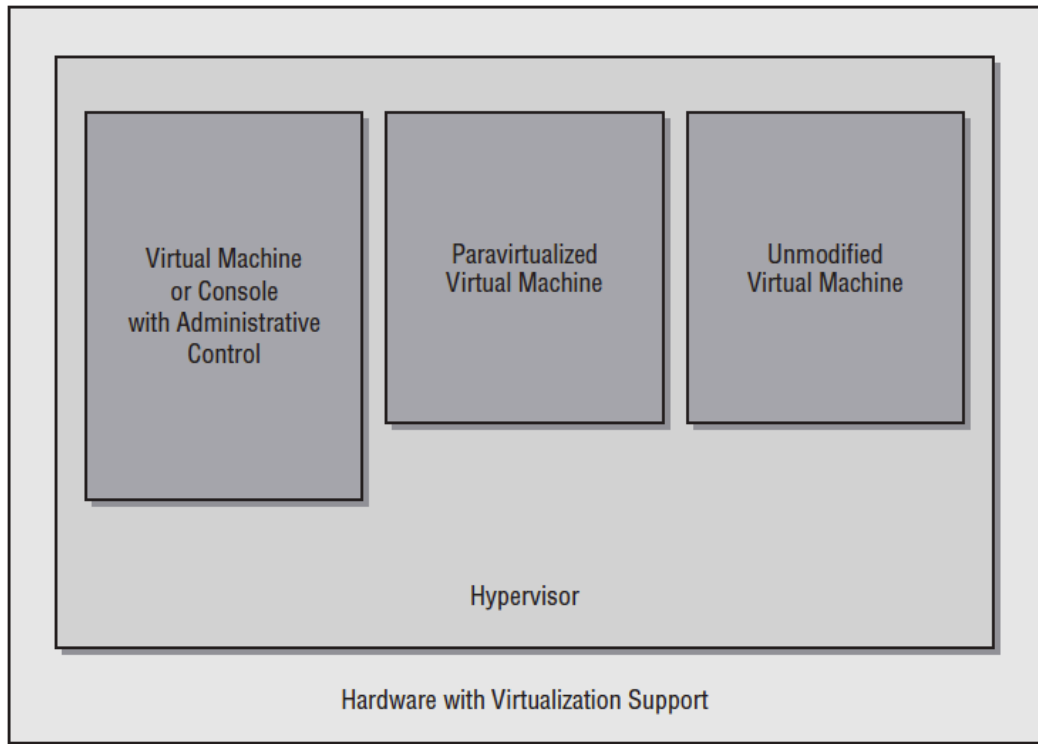 Virtual Machine
or Console
with Administrative
Control
Paravirtualized
Virtual Machine
Unmodified
Virtual Machine
Hypervisor
Hardware with Virtualization Support